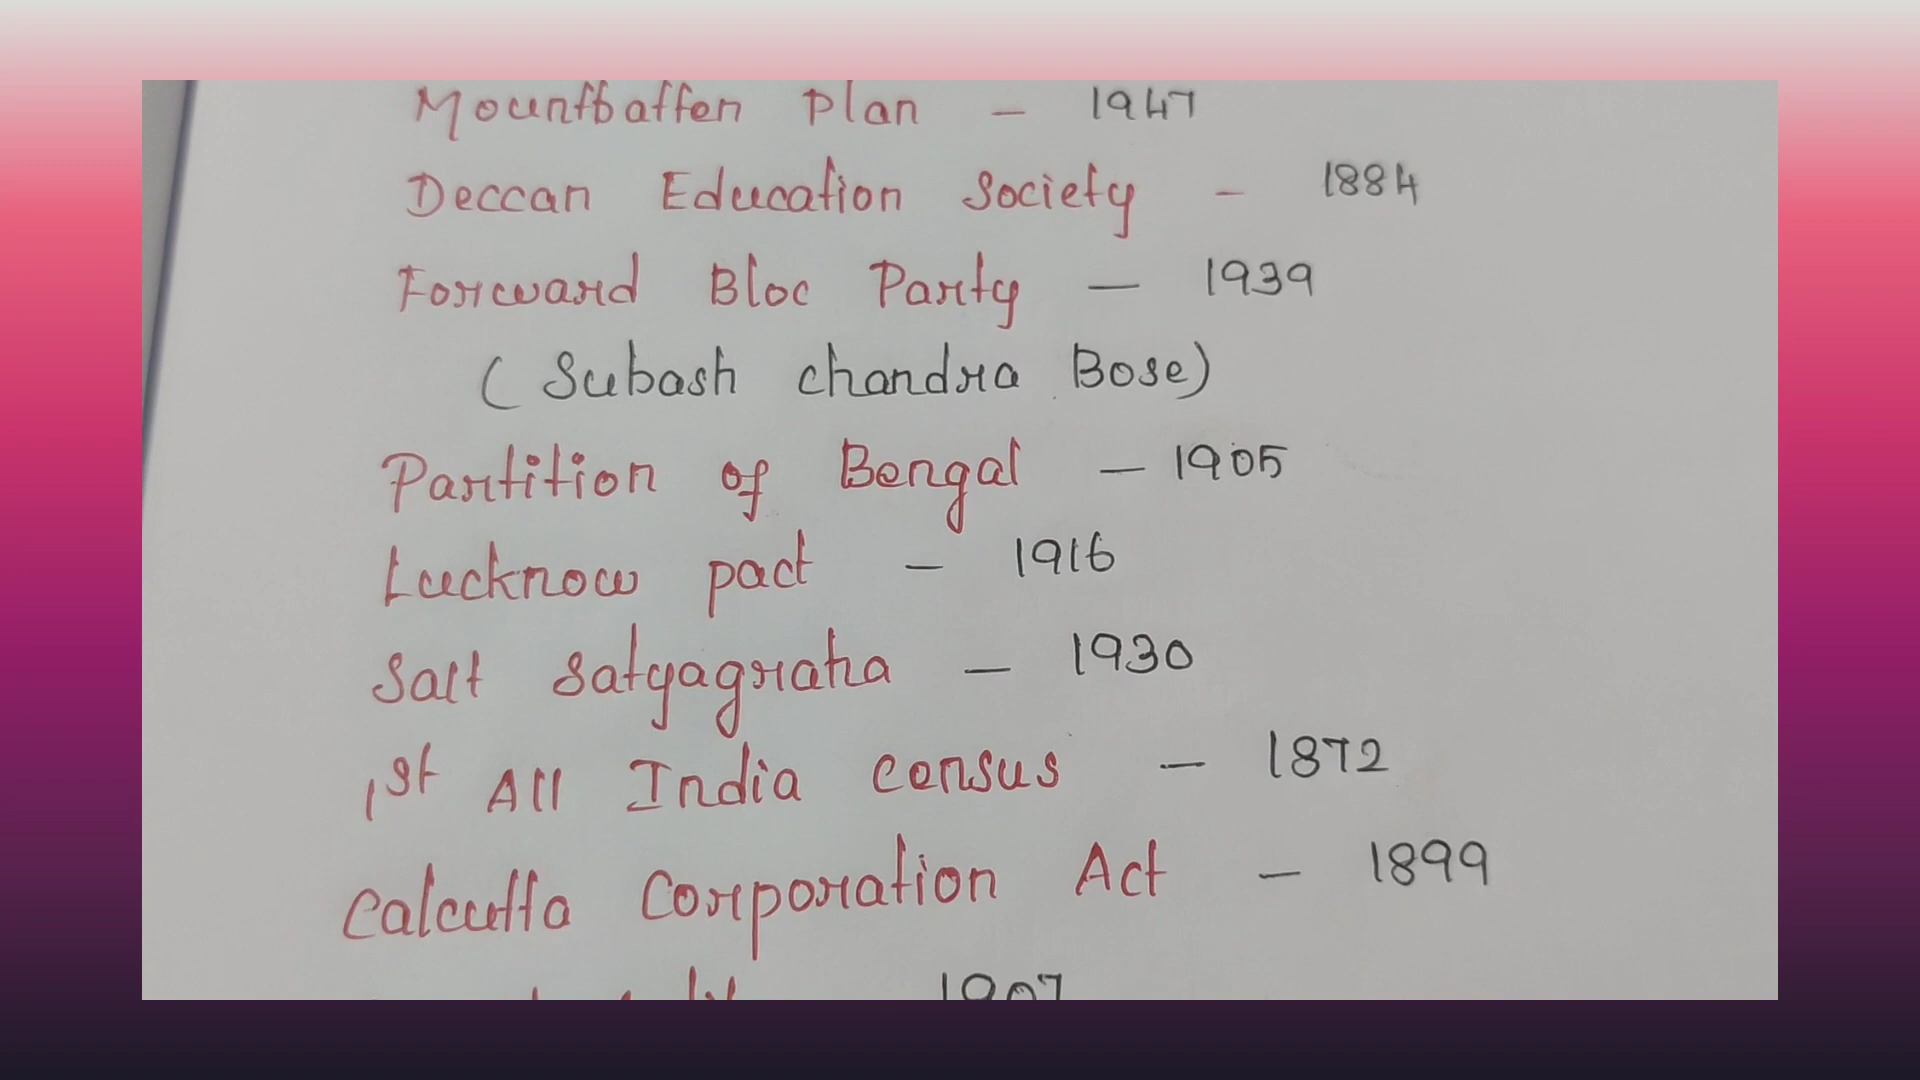 Mountbatten Plan - 1947
Deccan Education Society - 1884
Forward Bloc Party - 1939
(Subash chandra Bose)
Partition of Bengal - 1905
Lucknow pact - 1916
Salt Satyagraha - 1930
1st All India census - 1872
Calcutta Corporation Act - 1899
1907